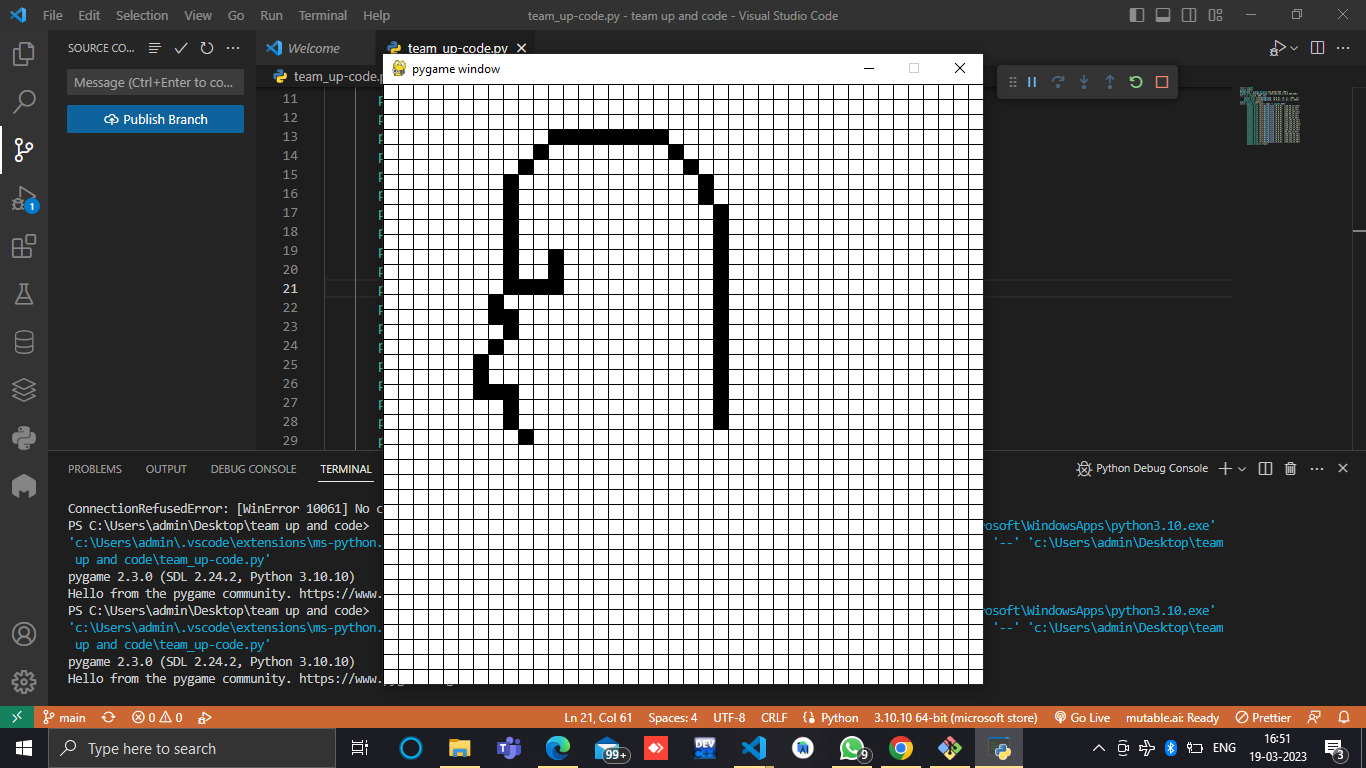 File Edit Selection View Go Run Terminal Help
team_up-code.py - team up and code - Visual Studio Code
SOURCE CO...
Welcome
team_up-code.py
pygame window
Message (Ctrl+Enter to co...
team_up-code.p
Publish Branch
11
12
13
14
15
16
17
18
19
20
21
22
23
24
25
26
27
28
29
1
PROBLEMS OUTPUT DEBUG CONSOLE TERMINAL
Python Debug Console
ConnectionRefusedError: [WinError 10061] No c
PS C:\Users\admin\Desktop\team up and code> rosoft\WindowsApps\python3.10.exe'
'c:\Users\admin\.vscode\extensions\ms-python. '--' 'c:\Users\admin\Desktop\team
up and code\team_up-code.py'
pygame 2.3.0 (SDL 2.24.2, Python 3.10.10)
Hello from the pygame community. https://www.
PS C:\Users\admin\Desktop\team up and code> rosoft\WindowsApps\python3.10.exe'
'c:\Users\admin\.vscode\extensions\ms-python. '--' 'c:\Users\admin\Desktop\team
up and code\team_up-code.py'
pygame 2.3.0 (SDL 2.24.2, Python 3.10.10)
Hello from the pygame community. https://www.
main 0 0 Ln 21, Col 61 Spaces: 4 UTF-8 CRLF Python 3.10.10 64-bit (microsoft store) Go Live mutable.ai: Ready Prettier
Type here to search
DEV
99+
9
ENG
16:51
19-03-2023
3